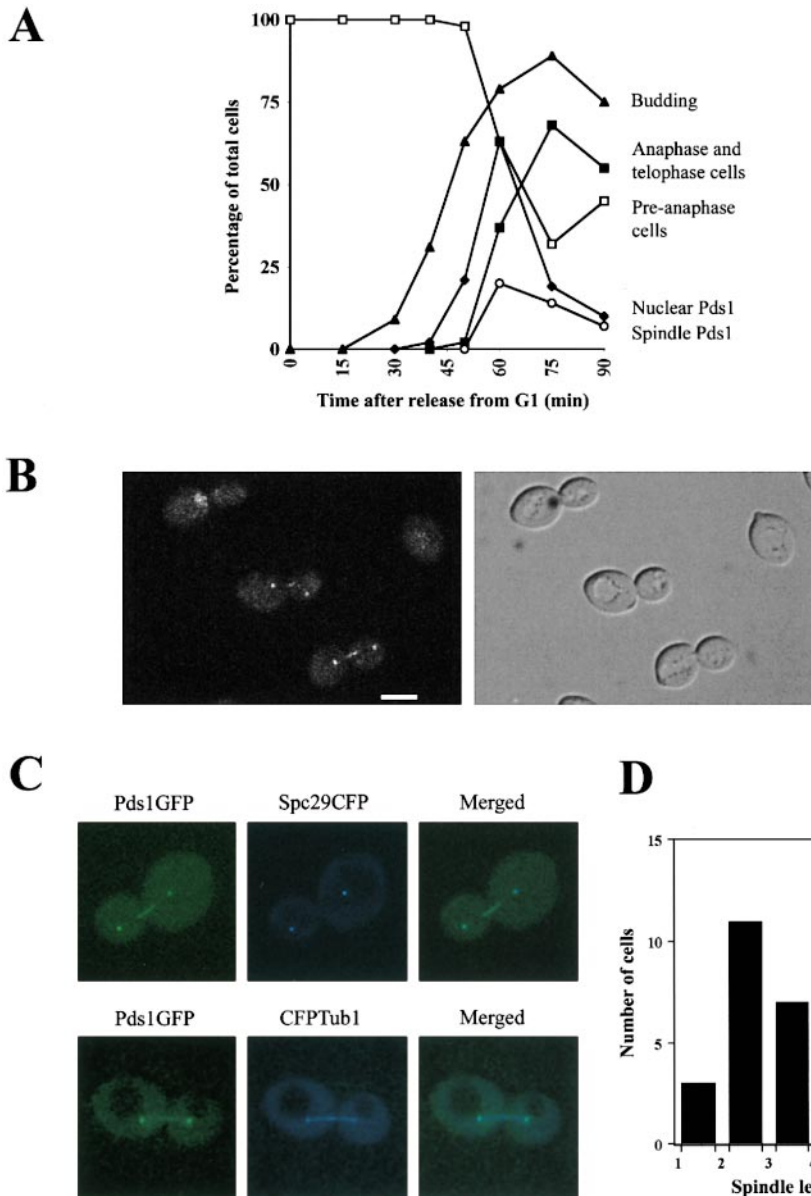 A
100
75
50
25
0
Percentage of total cells
0
15
30
45
60
75
90
Time after release from G1 (min)
Budding
Anaphase and
telophase cells
Pre-anaphase
cells
Nuclear Pds1
Spindle Pds1
B
C
Pds1GFP
Spc29CFP
Merged
Pds1GFP
CFPTub1
Merged
D
15
10
5
0
Number of cells
1
2
3
Spindle